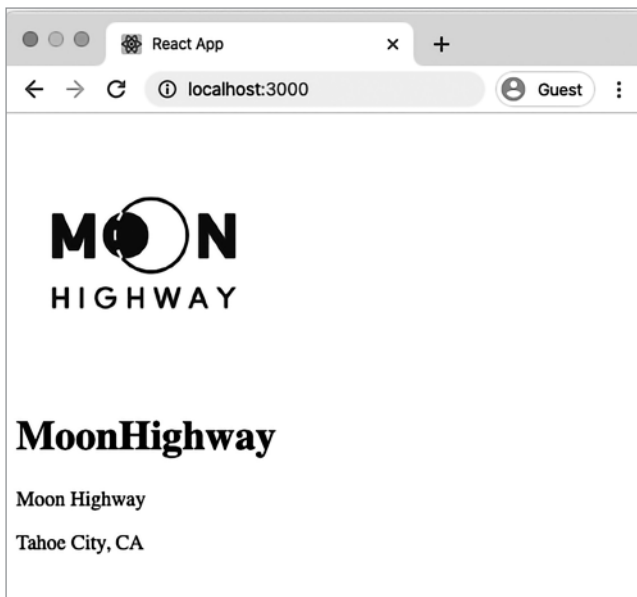 React App
localhost:3000
Guest
MOON
HIGHWAY
MoonHighway
Moon Highway
Tahoe City, CA